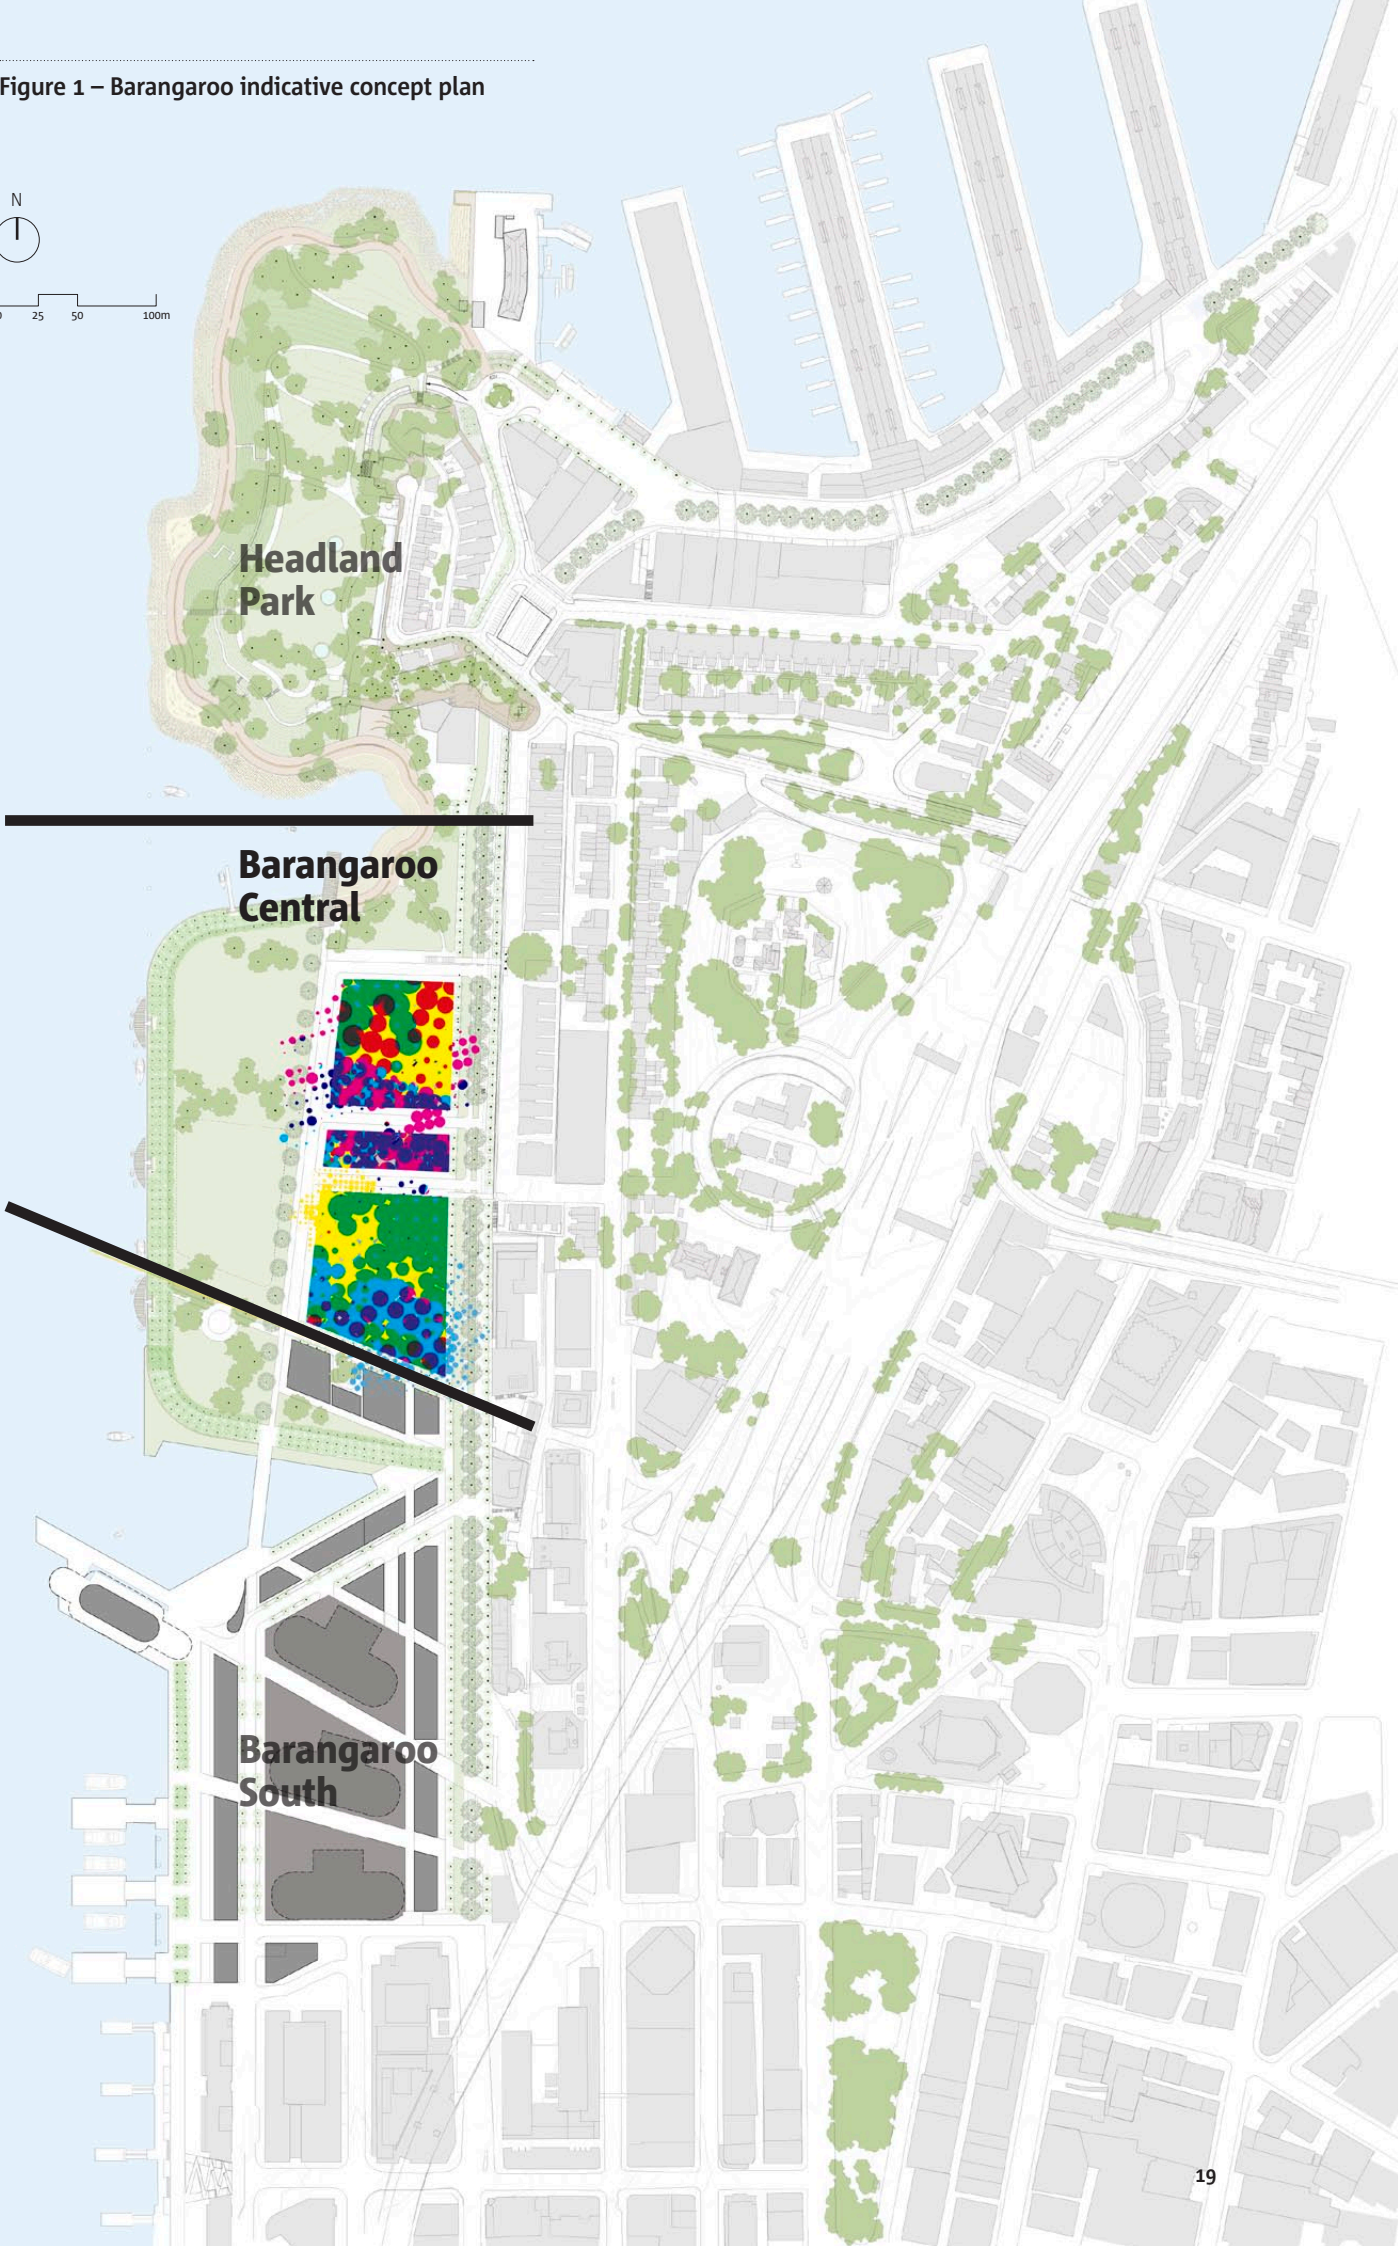 Figure 1 – Barangaroo indicative concept plan
N
0 25 50 100m
Headland
Park
Barangaroo
Central
Barangaroo
South
19